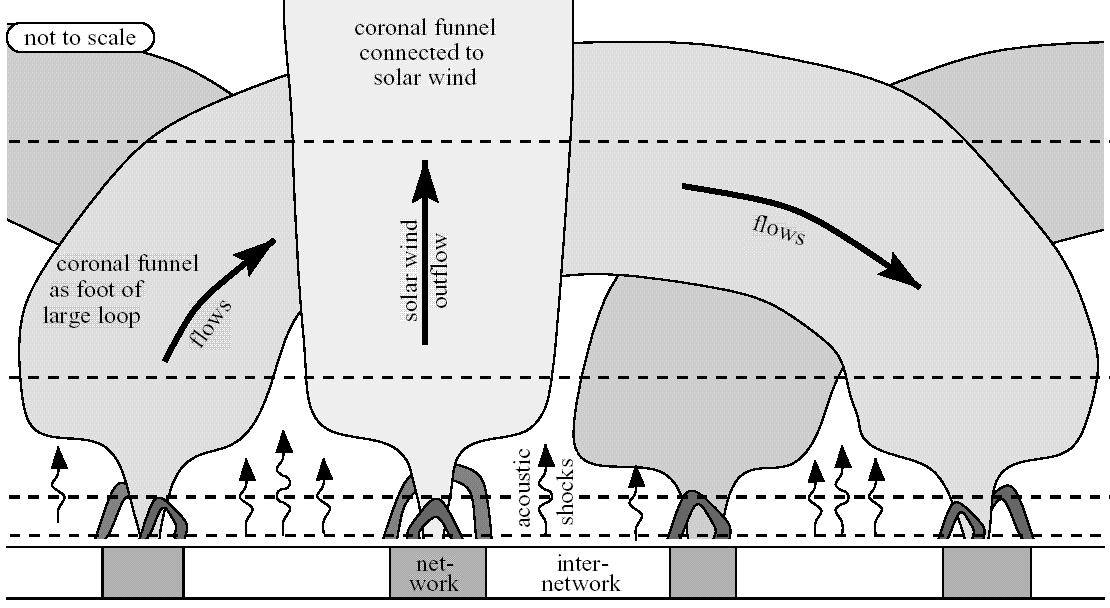 not to scale
coronal funnel
connected to
solar wind
coronal funnel
as foot of
large loop
flows
solar wind
outflow
flows
acoustic
shocks
net-
work
inter-
network